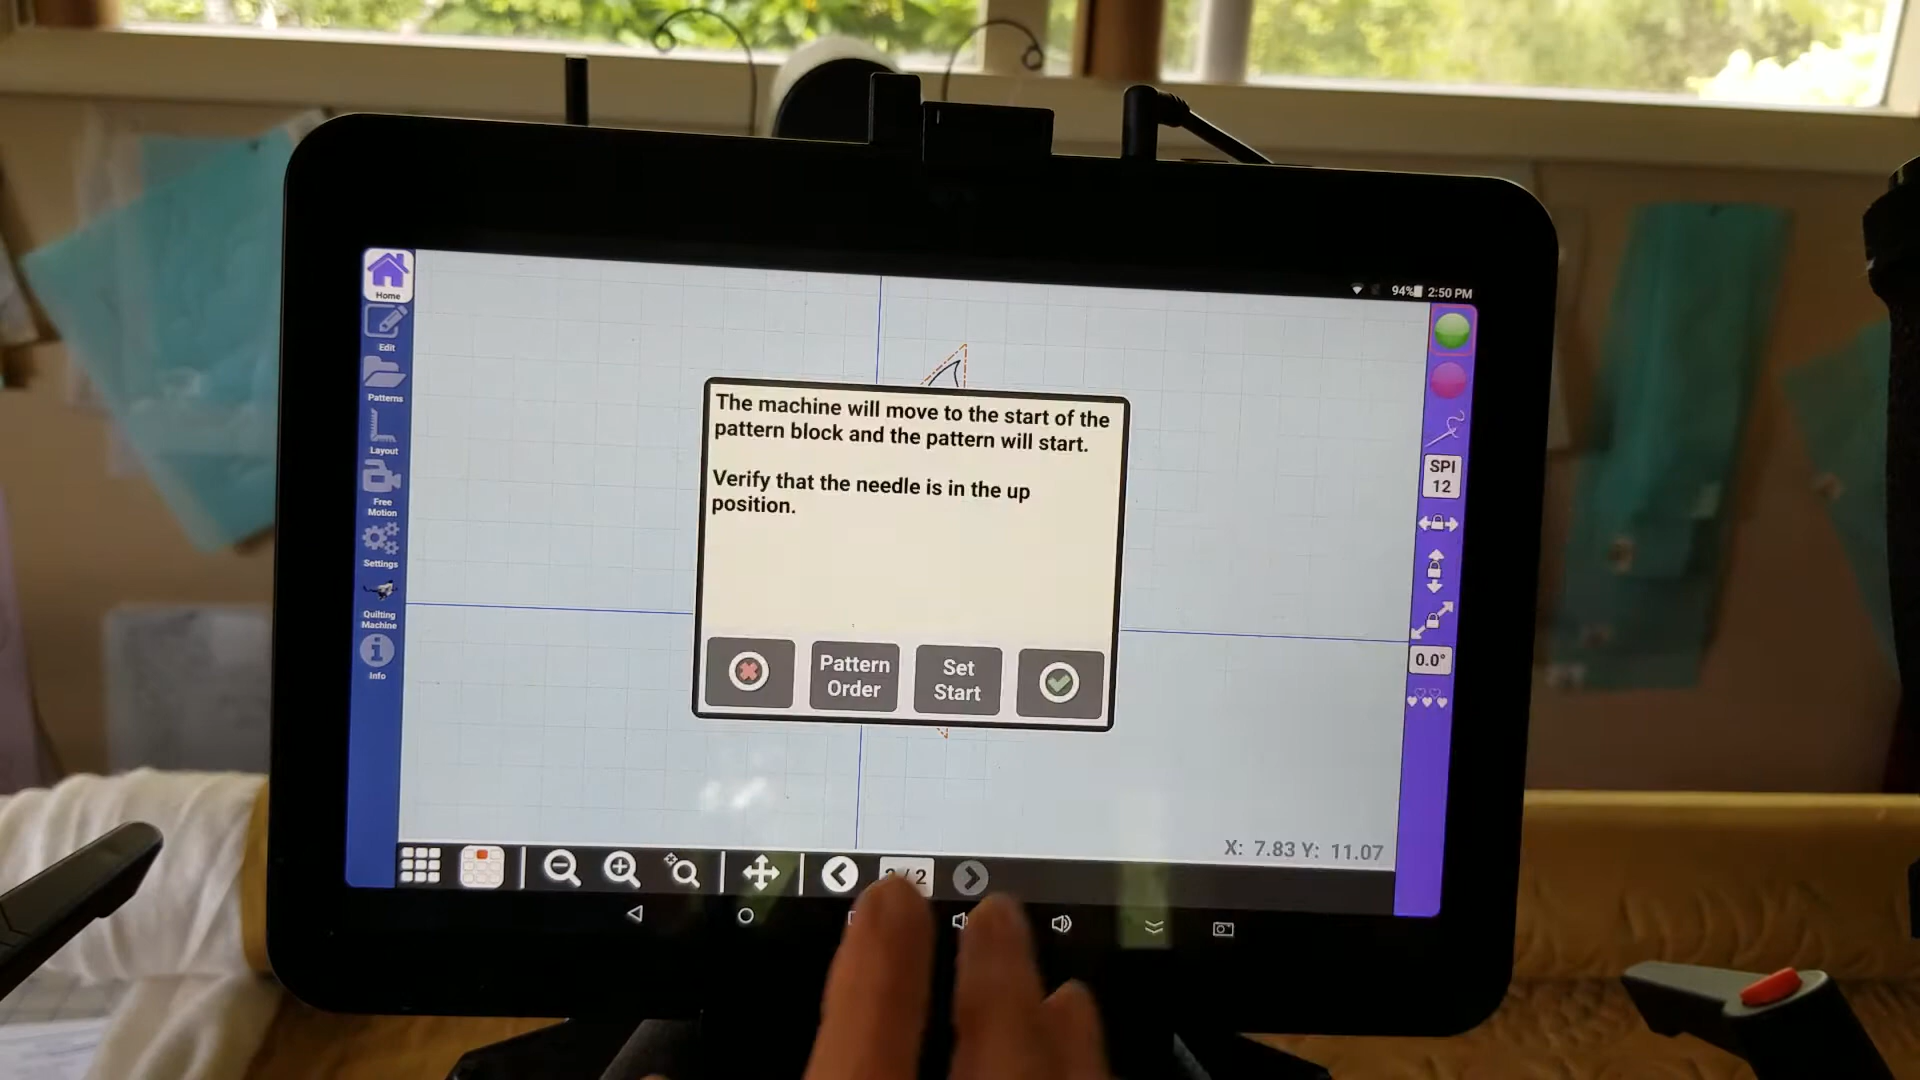 94% 2:50 PM
Home
Edit
Patterns
Layout
Free
Motion
Settings
Quilting
Machine
Info
The machine will move to the start of the
pattern block and the pattern will start.
Verify that the needle is in the up
position.
Pattern
Order
Set
Start
SPI
12
0.0°
X: 7.83 Y: 11.07